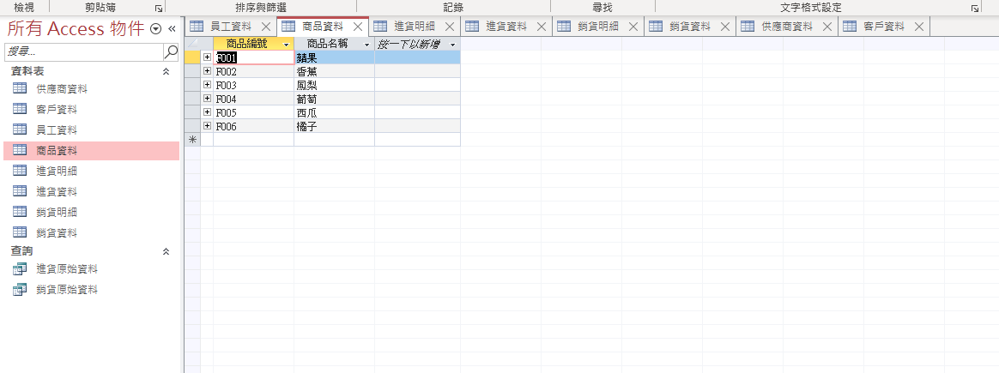 檢視 剪貼簿 排序與篩選 記錄 尋找 文字格式設定
所有 Access 物件
搜尋...
資料表
供應商資料
客戶資料
員工資料
商品資料
進貨明細
進貨資料
銷貨明細
銷貨資料
查詢
進貨原始資料
銷貨原始資料
員工資料 商品資料 進貨明細 進貨資料 銷貨明細 銷貨資料 供應商資料 客戶資料
商品編號 商品名稱 按一下以新增
F001 蘋果
F002 香蕉
F003 鳳梨
F004 葡萄
F005 西瓜
F006 橘子